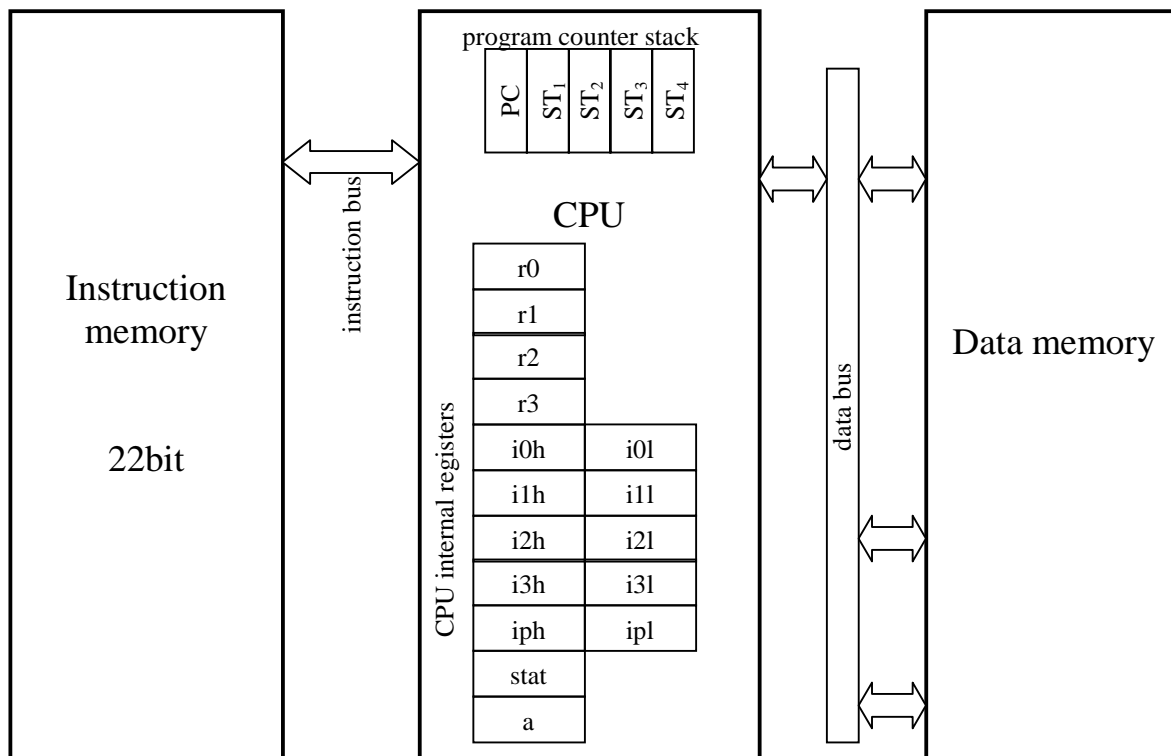 program counter stack
PC
ST₁
ST₂
ST₃
ST₄
instruction bus
CPU
Instruction
memory
22bit
CPU internal registers
r0
r1
r2
r3
i0h i0l
i1h i1l
i2h i2l
i3h i3l
iph ipl
stat
a
data bus
Data memory